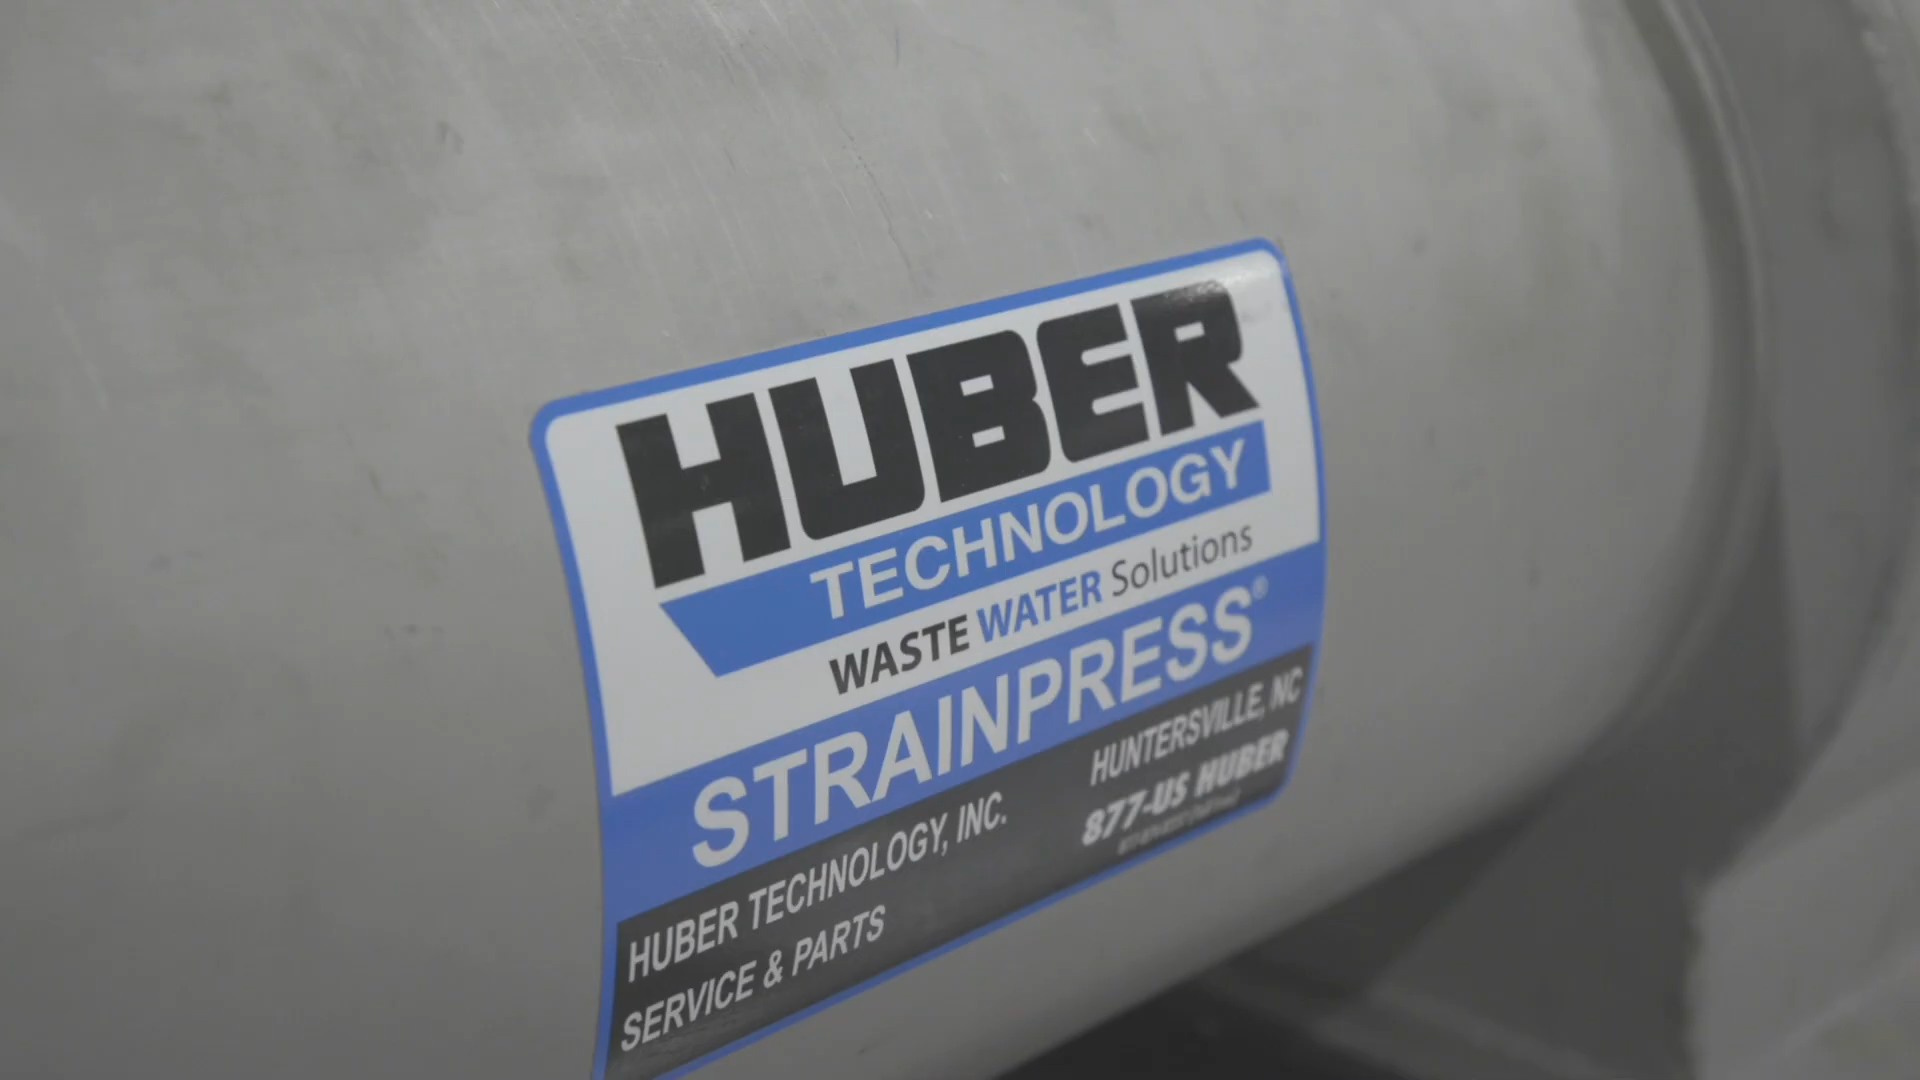 HUBER
TECHNOLOGY
WASTE WATER Solutions
STRAINPRESS®
HUBER TECHNOLOGY, INC.
SERVICE & PARTS
HUNTERSVILLE, NC
877-US HUBER